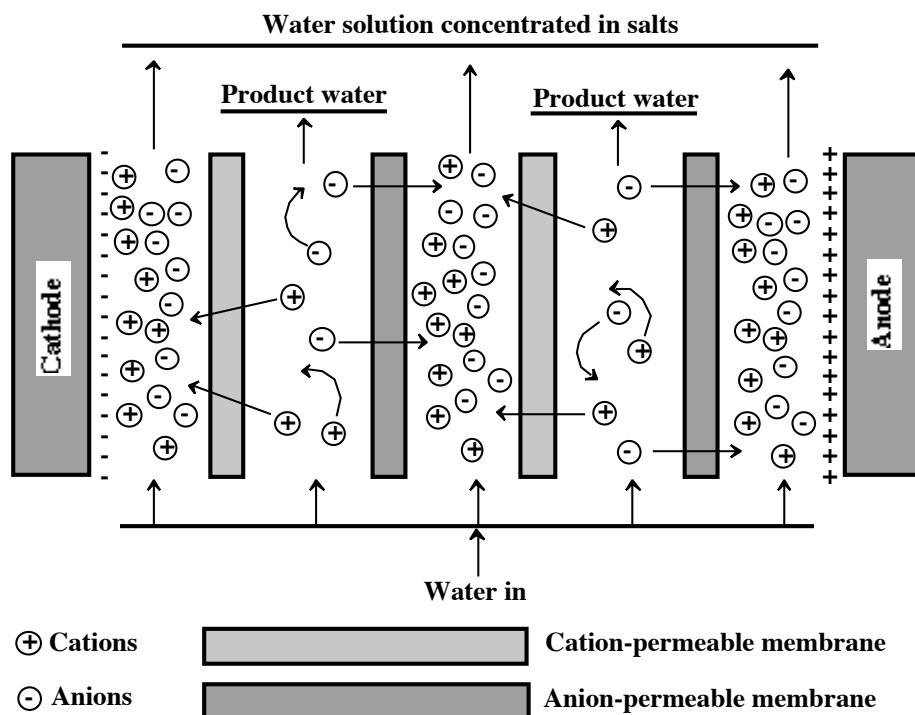 Water solution concentrated in salts
Product water
Product water
Cathode
Anode
Water in
Cations
Cation-permeable membrane
Anions
Anion-permeable membrane